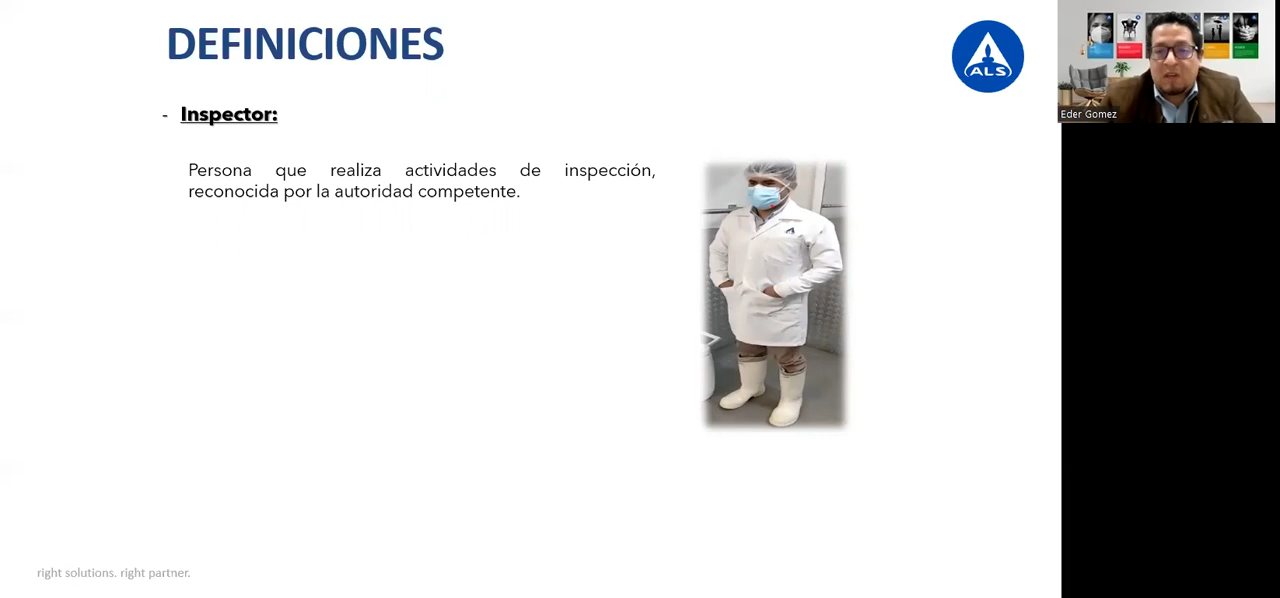 DEFINICIONES
ALS
Eder Gomez
- Inspector:
Persona que realiza actividades de inspección,
reconocida por la autoridad competente.
right solutions. right partner.